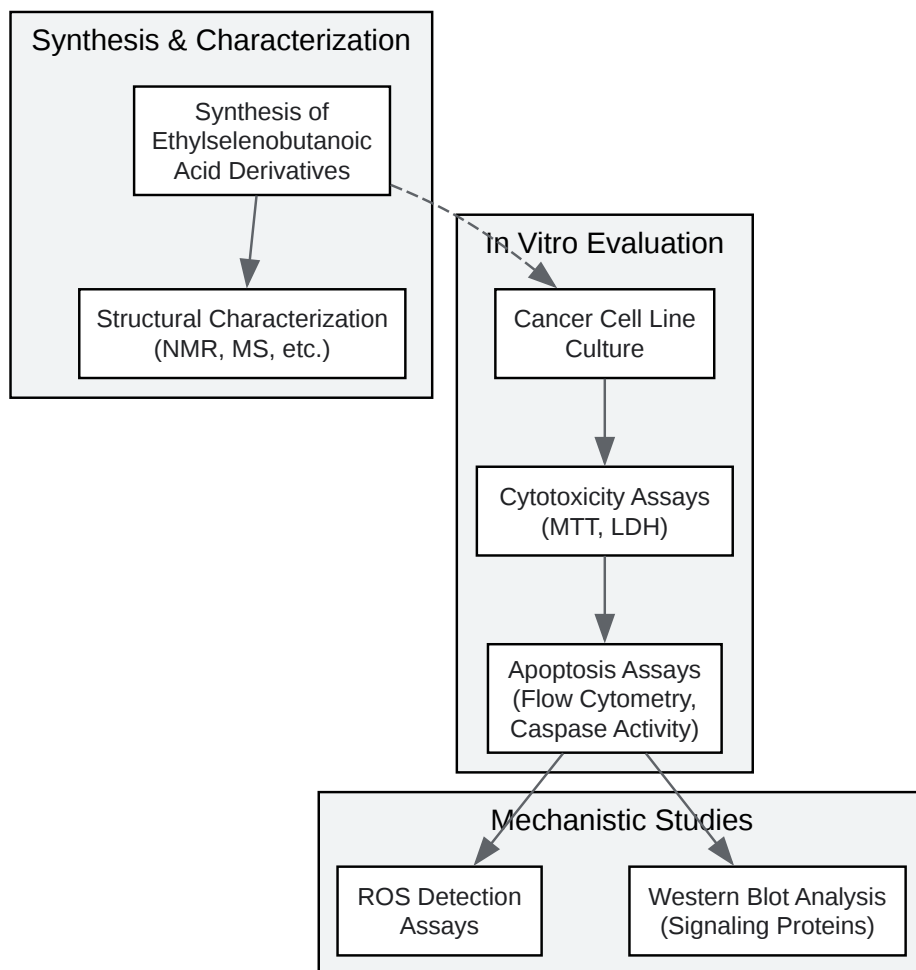 Synthesis & Characterization
Synthesis of
Ethylselenobutanoic
Acid Derivatives
Structural Characterization
(NMR, MS, etc.)
In Vitro Evaluation
Cancer Cell Line
Culture
Cytotoxicity Assays
(MTT, LDH)
Apoptosis Assays
(Flow Cytometry,
Caspase Activity)
Mechanistic Studies
ROS Detection
Assays
Western Blot Analysis
(Signaling Proteins)